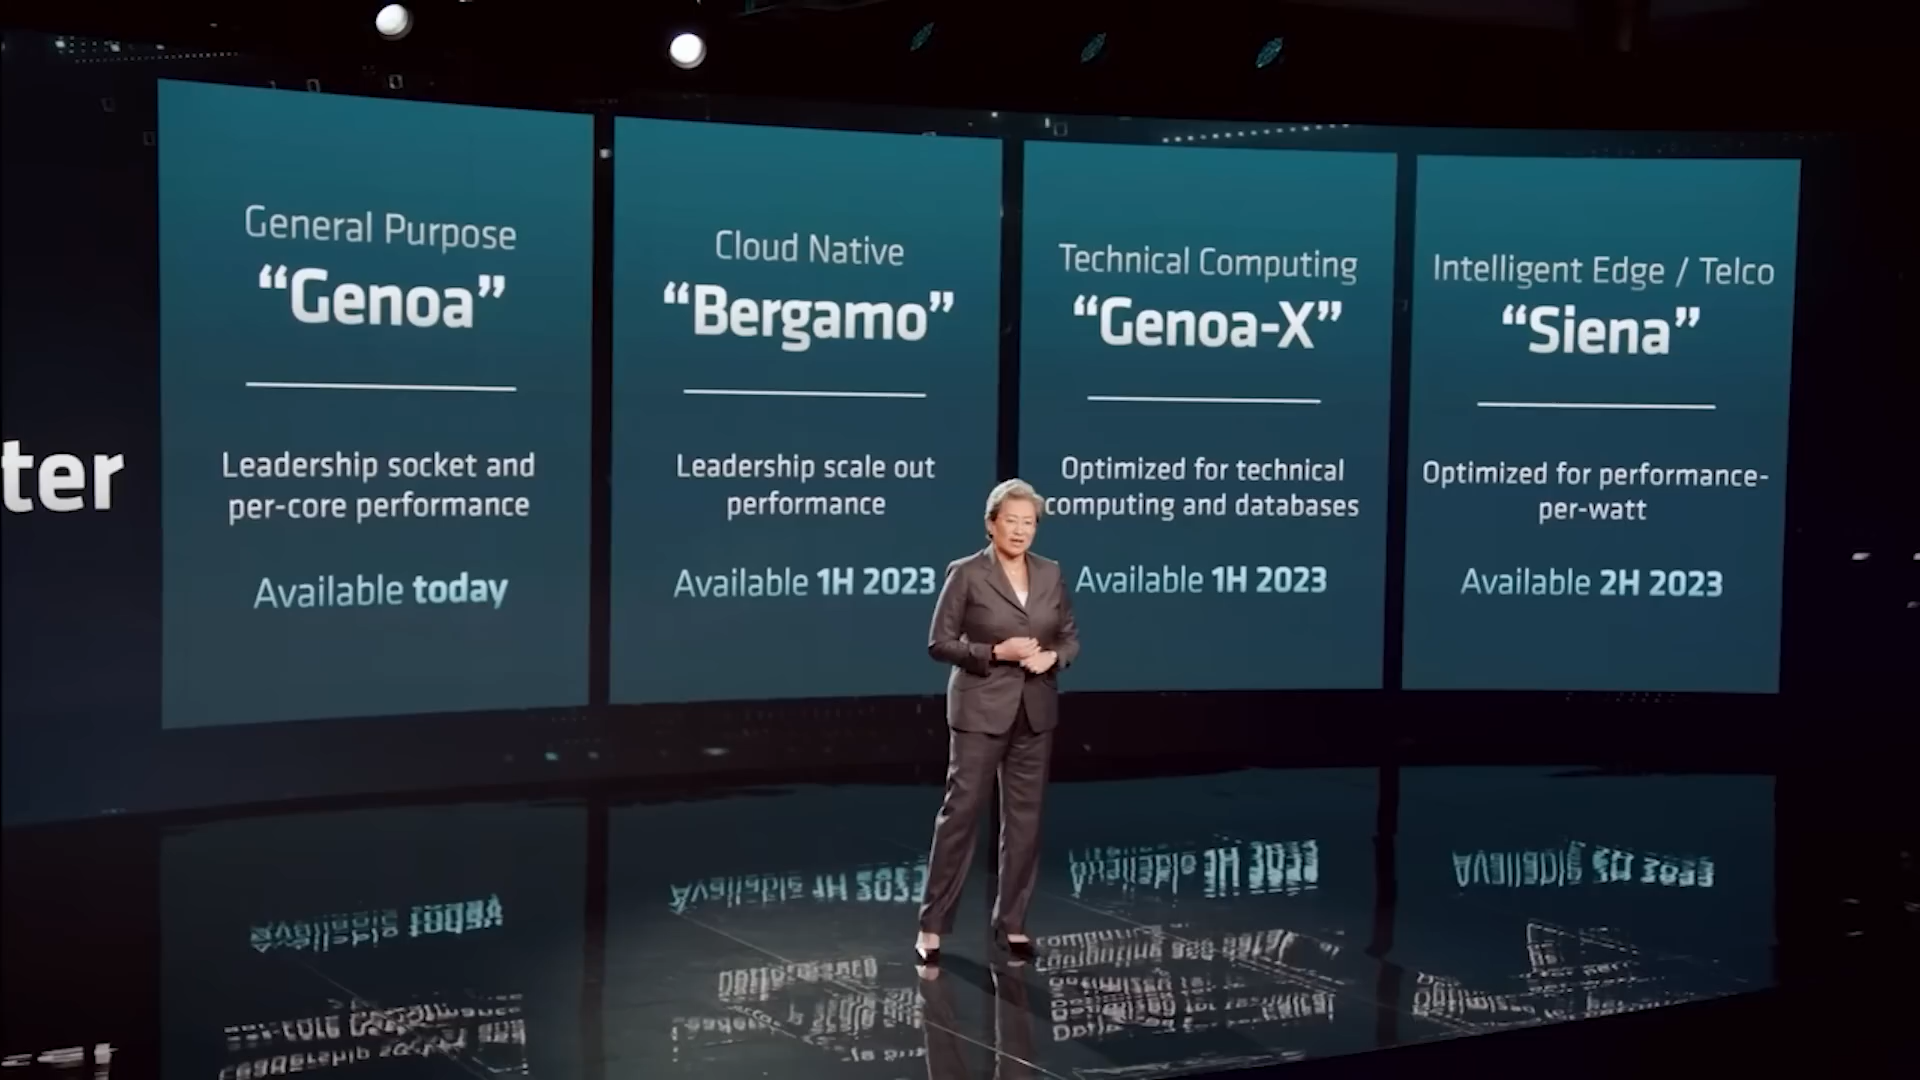 ter
General Purpose
“Genoa”
Leadership socket and
per-core performance
Available today
Cloud Native
“Bergamo”
Leadership scale out
performance
Available 1H 2023
Technical Computing
“Genoa-X”
Optimized for technical
computing and databases
Available 1H 2023
Intelligent Edge / Telco
“Siena”
Optimized for performance-
per-watt
Available 2H 2023